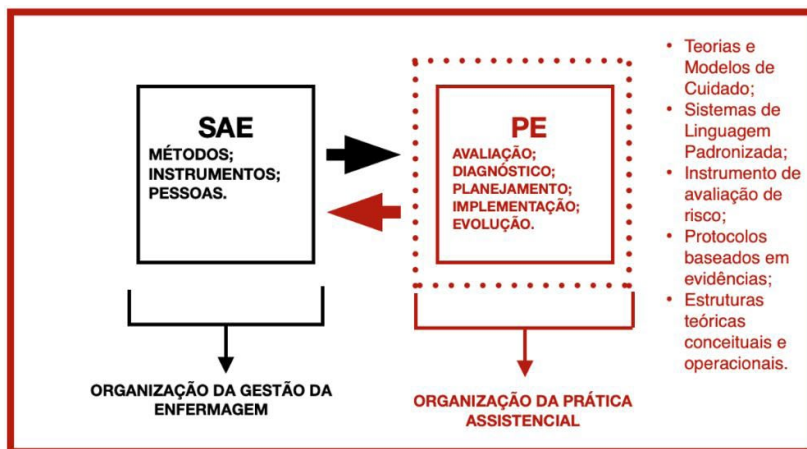 SAE
MÉTODOS;
INSTRUMENTOS;
PESSOAS.
ORGANIZAÇÃO DA GESTÃO DA
ENFERMAGEM
PE
AVALIAÇÃO;
DIAGNÓSTICO;
PLANEJAMENTO;
IMPLEMENTAÇÃO;
EVOLUÇÃO.
ORGANIZAÇÃO DA PRÁTICA
ASSISTENCIAL
• Teorias e
Modelos de
Cuidado;
• Sistemas de
Linguagem
Padronizada;
• Instrumento de
avaliação de
risco;
• Protocolos
baseados em
evidências;
• Estruturas
teóricas
conceituais e
operacionais.